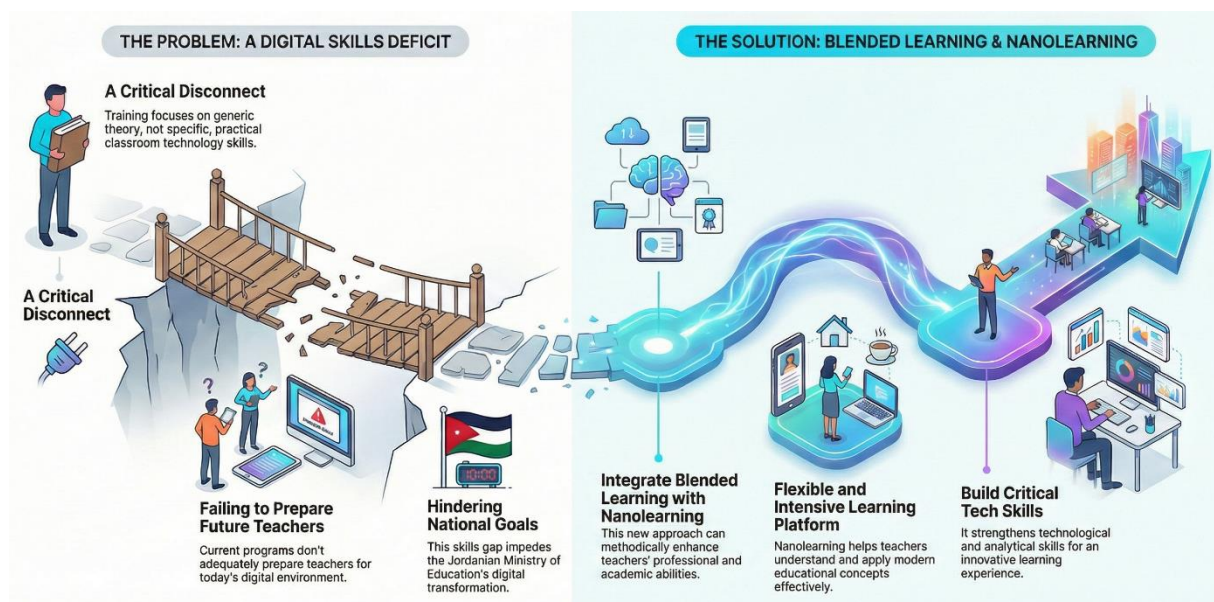 THE PROBLEM: A DIGITAL SKILLS DEFICIT
A Critical Disconnect
Training focuses on generic
theory, not specific, practical
classroom technology skills.
A Critical
Disconnect
?
?
10:00
Failing to Prepare
Future Teachers
Current programs don't
adequately prepare teachers for
today's digital environment.
Hindering
National Goals
This skills gap impedes
the Jordanian Ministry of
Education's digital
transformation.
THE SOLUTION: BLENDED LEARNING & NANOLEARNING
Integrate Blended
Learning with
Nanolearning
This new approach can
methodically enhance
teachers' professional and
academic abilities.
Flexible and
Intensive Learning
Platform
Nanolearning helps teachers
understand and apply modern
educational concepts
effectively.
Build Critical
Tech Skills
It strengthens technological
and analytical skills for an
innovative learning
experience.